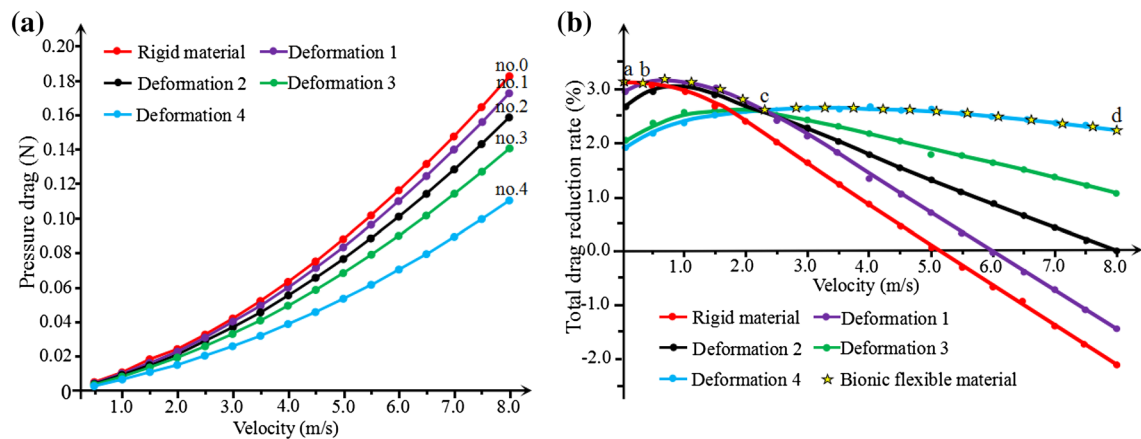 (a)
Pressure drag (N)
0.20
0.18
0.16
0.14
0.12
0.10
0.08
0.06
0.04
0.02
0
Rigid material
Deformation 1
Deformation 2
Deformation 3
Deformation 4
no.0
no.1
no.2
no.3
no.4
1.0 2.0 3.0 4.0 5.0 6.0 7.0 8.0
Velocity (m/s)
(b)
Total drag reduction rate (%)
3.0
2.0
1.0
0.0
-1.0
-2.0
a b
c
d
1.0 2.0 3.0 4.0 5.0 6.0 7.0 8.0
Velocity (m/s)
Rigid material
Deformation 1
Deformation 2
Deformation 3
Deformation 4
Bionic flexible material